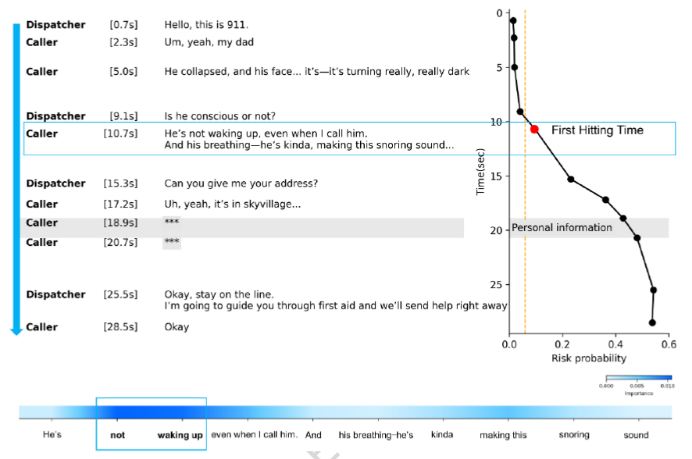 Dispatcher [0.7s] Hello, this is 911.
Caller [2.3s] Um, yeah, my dad
Caller [5.0s] He collapsed, and his face... it's—it's turning really, really dark
Dispatcher [9.1s] Is he conscious or not?
Caller [10.7s] He's not waking up, even when I call him.
And his breathing—he's kinda, making this snoring sound...
Dispatcher [15.3s] Can you give me your address?
Caller [17.2s] Uh, yeah, it's in skyvillage...
Caller [18.9s] ***
Caller [20.7s] ***
Dispatcher [25.5s] Okay, stay on the line.
I'm going to guide you through first aid and we'll send help right away
Caller [28.5s] Okay
0
5
10
15
20
25
Time(sec)
First Hitting Time
Personal information
0.0 0.2 0.4 0.6
Risk probability
0.000 0.005 0.010
Importance
He's not waking up even when I call him. And his breathing—he's kinda making this snoring sound